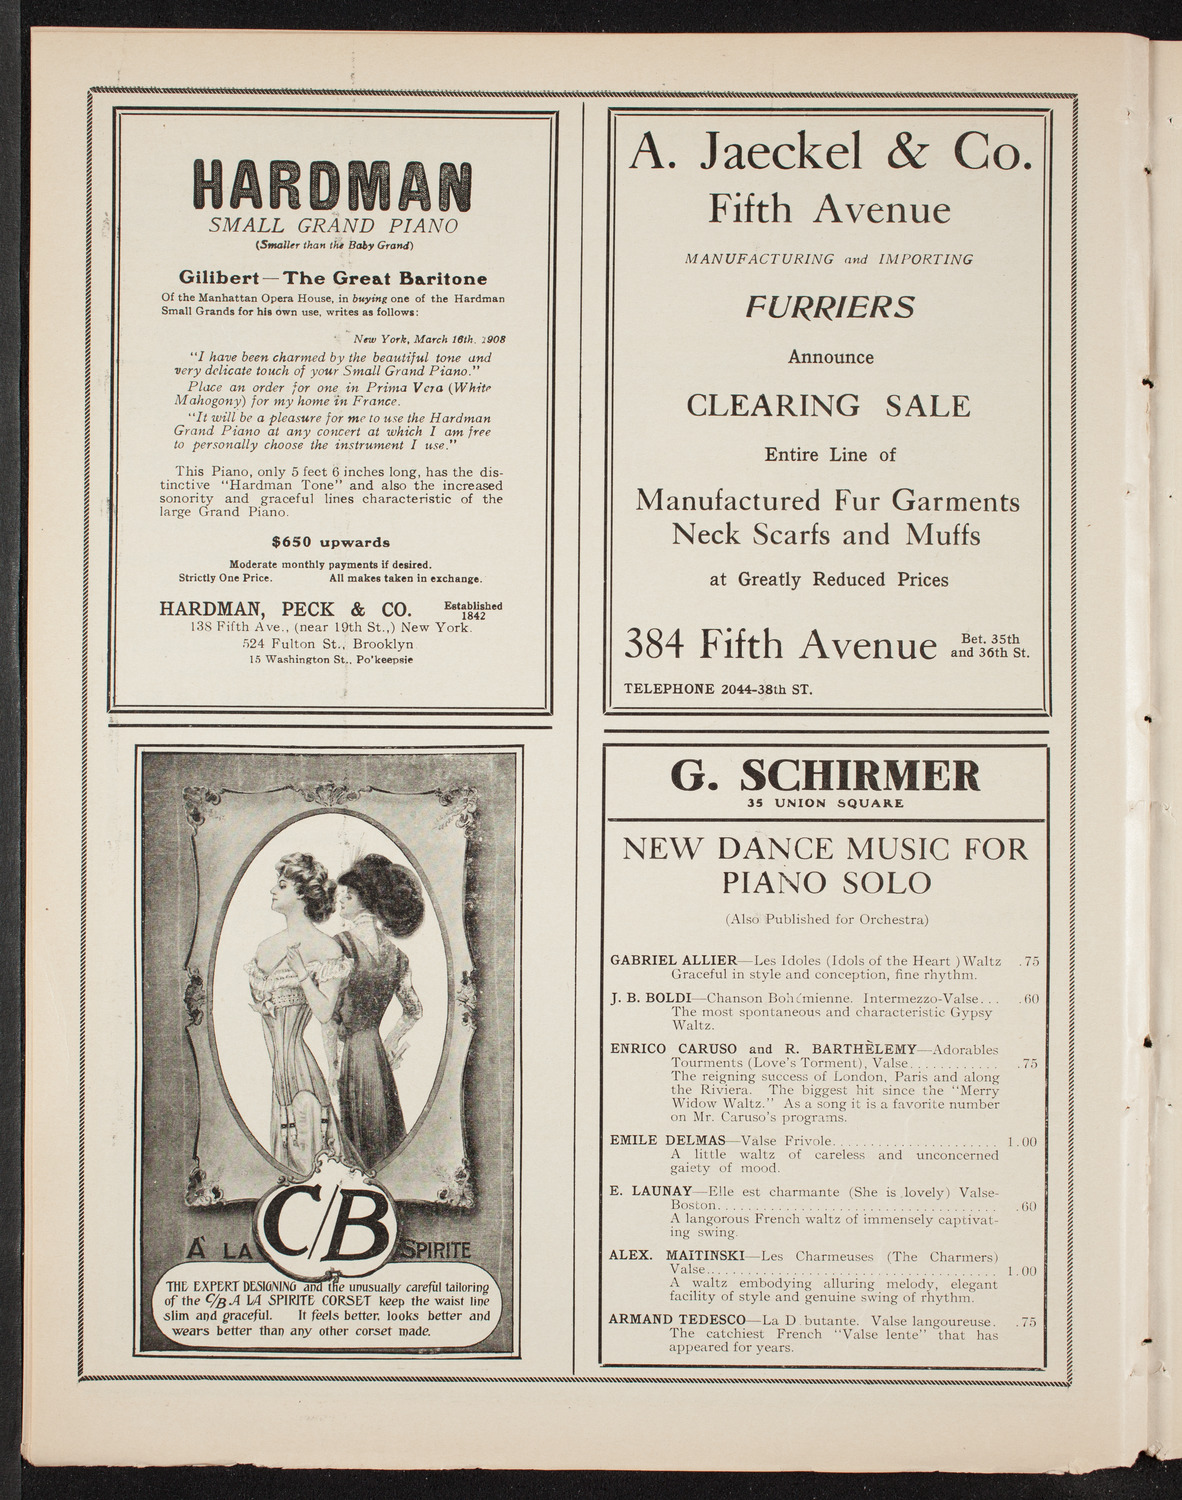 HARDMAN
SMALL GRAND PIANO
(Smaller than the Baby Grand)
Gilibert—The Great Baritone
Of the Manhattan Opera House, in buying one of the Hardman
Small Grands for his own use, writes as follows:
New York, March 16th, 1908
"I have been charmed by the beautiful tone and
very delicate touch of your Small Grand Piano."
Place an order for one in Prima Vera (White
Mahogony) for my home in France.
"It will be a pleasure for me to use the Hardman
Grand Piano at any concert at which I am free
to personally choose the instrument I use."
This Piano, only 5 feet 6 inches long, has the dis-
tinctive "Hardman Tone" and also the increased
sonority and graceful lines characteristic of the
large Grand Piano.
$650 upwards
Moderate monthly payments if desired.
Strictly One Price. All makes taken in exchange.
HARDMAN, PECK & CO. Established
1842
138 Fifth Ave., (near 19th St.,) New York.
524 Fulton St., Brooklyn
15 Washington St., Po'keepsie
A. Jaeckel & Co.
Fifth Avenue
MANUFACTURING and IMPORTING
FURRIERS
Announce
CLEARING SALE
Entire Line of
Manufactured Fur Garments
Neck Scarfs and Muffs
at Greatly Reduced Prices
384 Fifth Avenue Bet. 35th
and 36th St.
TELEPHONE 2044-38th ST.
C/B
A LA SPIRITE
THE EXPERT DESIGNING and the unusually careful tailoring
of the C/B A LA SPIRITE CORSET keep the waist line
slim and graceful. It feels better, looks better and
wears better than any other corset made.
G. SCHIRMER
35 UNION SQUARE
NEW DANCE MUSIC FOR
PIANO SOLO
(Also Published for Orchestra)
GABRIEL ALLIER—Les Idoles (Idols of the Heart ) Waltz .75
Graceful in style and conception, fine rhythm.
J. B. BOLDI—Chanson Bohémienne. Intermezzo-Valse... .60
The most spontaneous and characteristic Gypsy
Waltz.
ENRICO CARUSO and R. BARTHÈLEMY—Adorables
Tourments (Love's Torment), Valse............ .75
The reigning success of London, Paris and along
the Riviera. The biggest hit since the "Merry
Widow Waltz." As a song it is a favorite number
on Mr. Caruso's programs.
EMILE DELMAS—Valse Frivole...................... 1.00
A little waltz of careless and unconcerned
gaiety of mood.
E. LAUNAY—Elle est charmante (She is lovely) Valse-
Boston..................................... .60
A langorous French waltz of immensely captivat-
ing swing.
ALEX. MAITINSKI—Les Charmeuses (The Charmers)
Valse...................................... 1.00
A waltz embodying alluring melody, elegant
facility of style and genuine swing of rhythm.
ARMAND TEDESCO—La D butante. Valse langoureuse. .75
The catchiest French "Valse lente" that has
appeared for years.